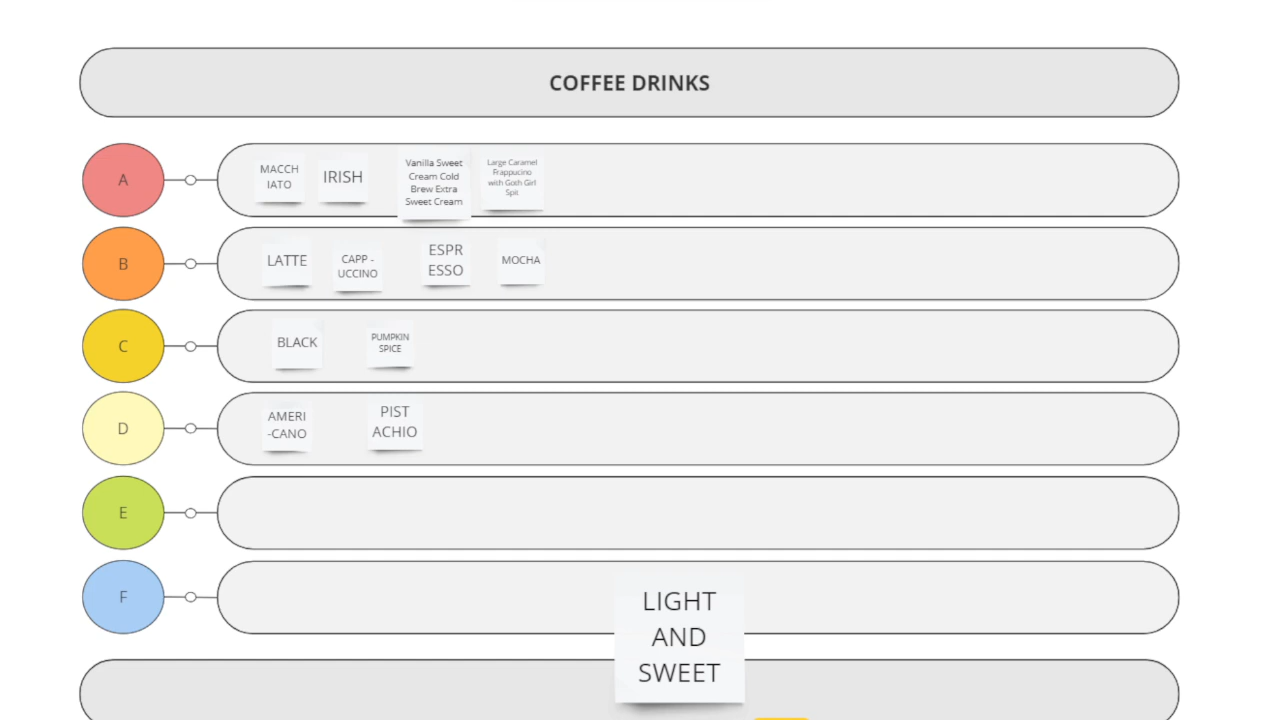 COFFEE DRINKS
A
MACCH
IATO
IRISH
Vanilla Sweet
Cream Cold
Brew Extra
Sweet Cream
Large Caramel
Frappucino
with Goth Girl
Spit
B
LATTE
CAPP -
UCCINO
ESPR
ESSO
MOCHA
C
BLACK
PUMPKIN
SPICE
D
AMERI
-CANO
PIST
ACHIO
E
F
LIGHT
AND
SWEET